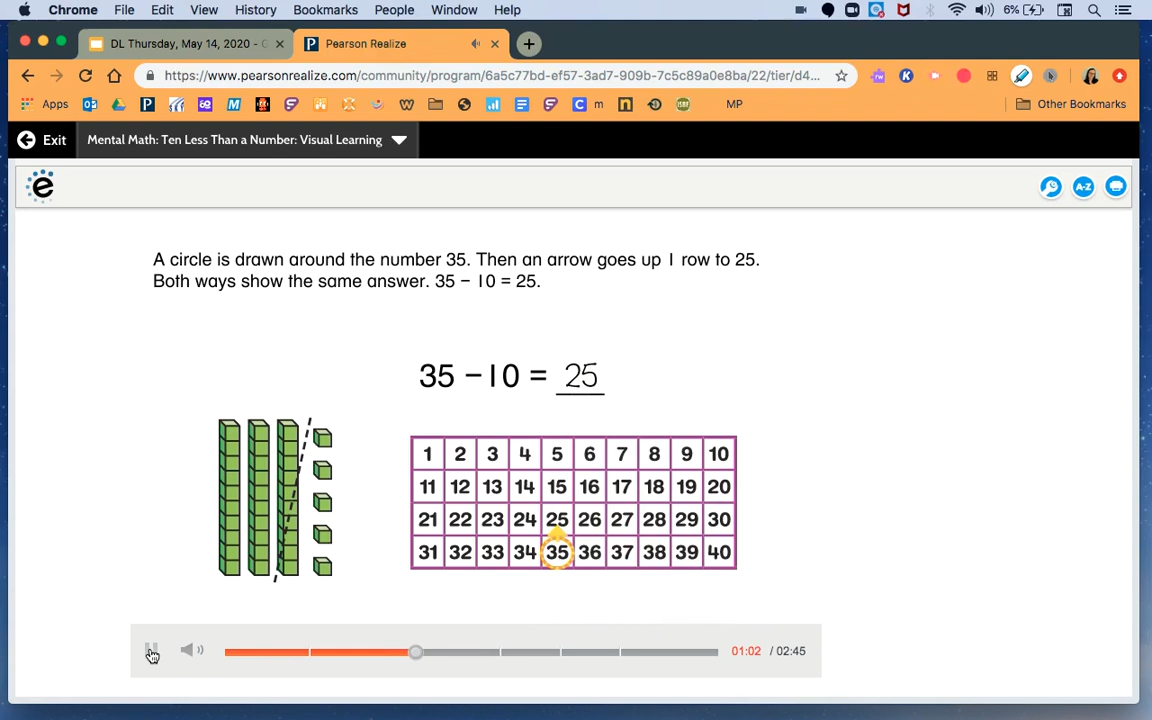 Chrome File Edit View History Bookmarks People Window Help 6%
DL Thursday, May 14, 2020 - G × Pearson Realize ×
https://www.pearsonrealize.com/community/program/6a5c77bd-ef57-3ad7-909b-7c5c89a0e8ba/22/tier/d4...
Apps C m MP Other Bookmarks
Exit Mental Math: Ten Less Than a Number: Visual Learning
e A-Z
A circle is drawn around the number 35. Then an arrow goes up 1 row to 25.
Both ways show the same answer. 35 − 10 = 25.
35 −10 = 25
1 2 3 4 5 6 7 8 9 10
11 12 13 14 15 16 17 18 19 20
21 22 23 24 25 26 27 28 29 30
31 32 33 34 35 36 37 38 39 40
01:02 / 02:45